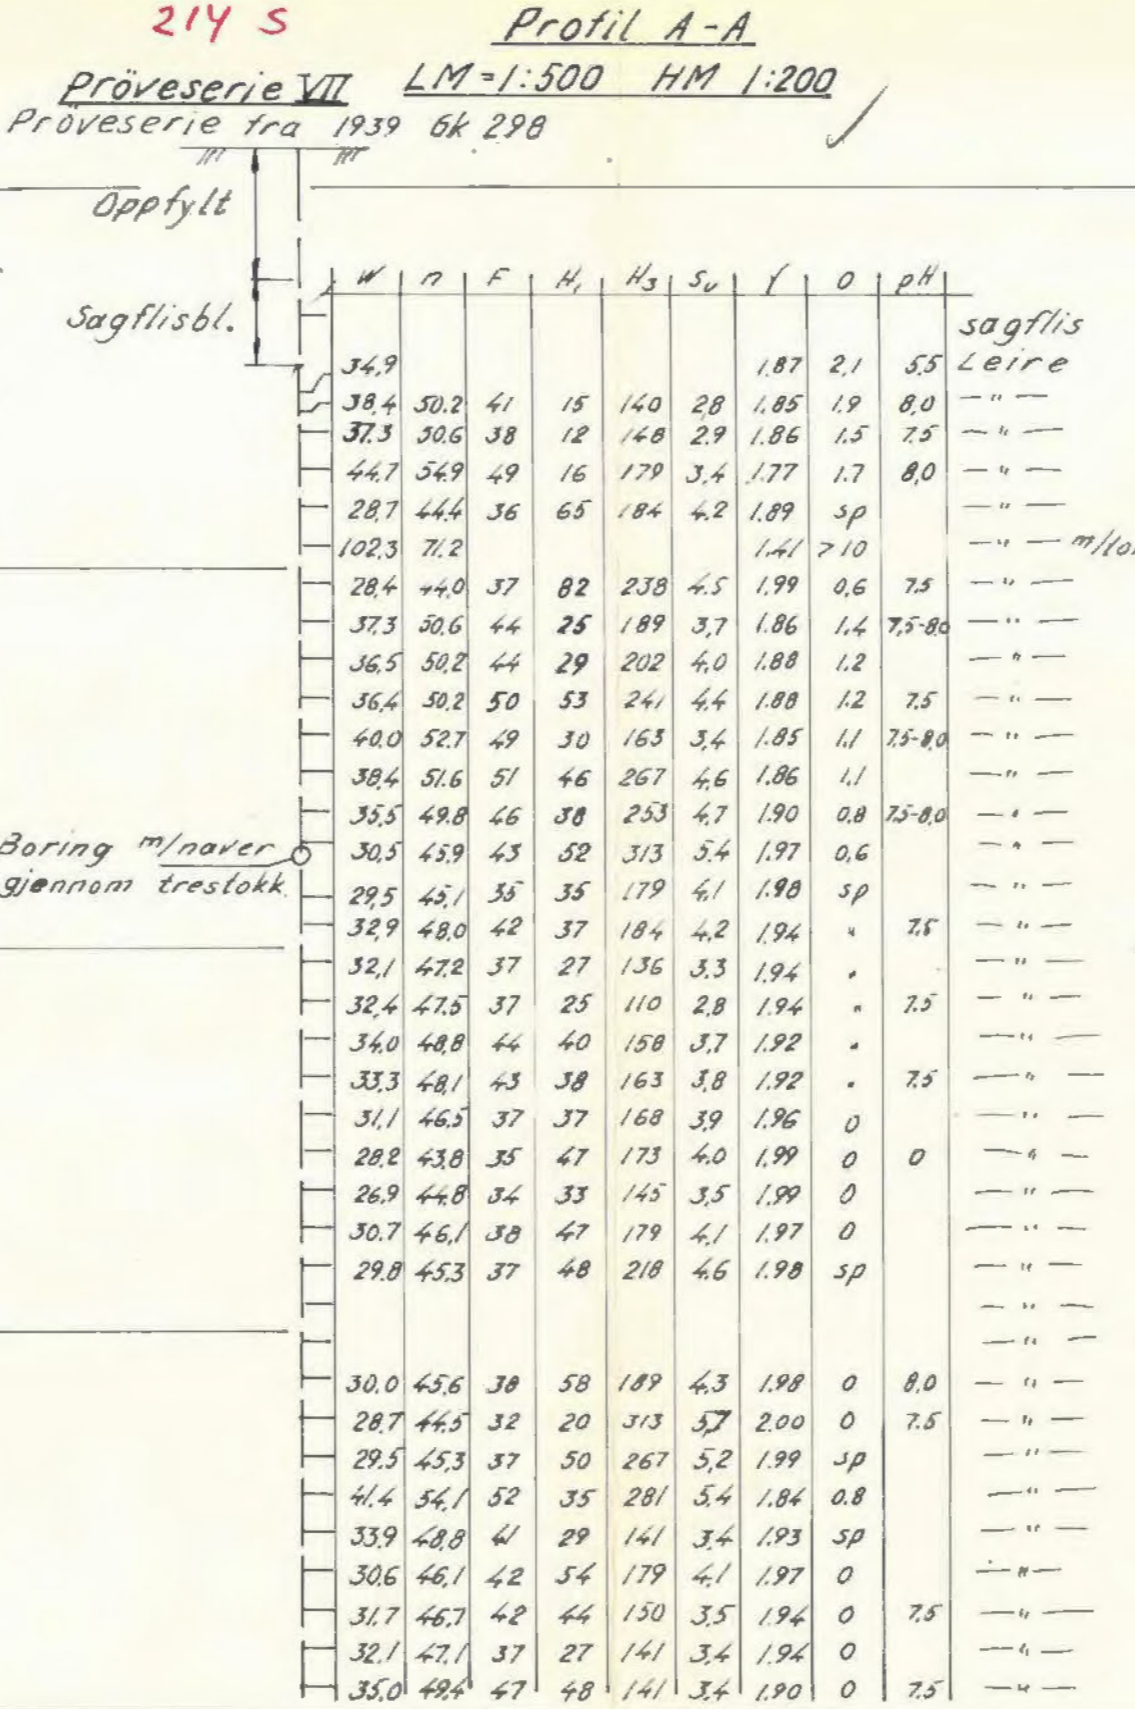 214 S
Profil A-A
Pröveserie VII LM=1:500 HM 1:200
Pröveserie fra 1939 Gk 298
Oppfylt
W n F H₁ H₃ Sᵤ γ O pH
Sagflisbl. sagflis
34,9 1.87 2,1 5.5 Leire
38,4 50.2 41 15 140 2.8 1.85 1.9 8,0 — " —
37.3 50.6 38 12 148 2.9 1.86 1.5 7.5 — " —
44.7 54.9 49 16 179 3.4 1.77 1.7 8,0 — " —
28.7 44.4 36 65 184 4.2 1.89 sp — " —
102,3 71.2 1.41 >10 — " —
28.4 44.0 37 82 238 4.5 1.99 0,6 7.5 — " —
37.3 50.6 44 25 189 3,7 1.86 1.4 7,5-8,0 — " —
36,5 50,2 44 29 202 4,0 1.88 1.2 — " —
36,4 50,2 50 53 241 4.4 1.88 1.2 7.5 — " —
40.0 52.7 49 30 163 3,4 1.85 1,1 7.5-8,0 — " —
38.4 51.6 51 46 267 4,6 1.86 1,1 — " —
35,5 49.8 46 38 253 4,7 1.90 0.8 7.5-8,0 — " —
Boring m/naver 30,5 45.9 43 52 313 5.4 1.97 0,6 — " —
gjennom trestokk. 29,5 45,1 35 35 179 4,1 1.98 sp — " —
32,9 48.0 42 37 184 4,2 1.94 " 7,5 — " —
32,1 47.2 37 27 136 3.3 1.94 " — " —
32,4 47.5 37 25 110 2,8 1.94 " 7.5 — " —
34.0 48,8 44 40 158 3,7 1.92 " — " —
33,3 48,1 43 38 163 3,8 1.92 " 7.5 — " —
31,1 46.5 37 37 168 3,9 1.96 0 — " —
28,2 43.8 35 47 173 4.0 1.99 0 0 — " —
26.9 44.8 34 33 145 3,5 1.99 0 — " —
30.7 46,1 38 47 179 4,1 1.97 0 — " —
29.8 45.3 37 48 218 4.6 1.98 sp — " —
— " —
— " —
30.0 45.6 38 58 189 4.3 1.98 0 8,0 — " —
28.7 44.5 32 20 313 5,7 2.00 0 7.5 — " —
29.5 45,3 37 50 267 5,2 1.99 sp — " —
41.4 54,1 52 35 281 5.4 1.84 0.8 — " —
33.9 48.8 41 29 141 3.4 1.93 sp — " —
30.6 46,1 42 54 179 4,1 1.97 0 — " —
31.7 46.7 42 44 150 3,5 1.94 0 7.5 — " —
32,1 47,1 37 27 141 3,4 1.94 0 — " —
35,0 49,4 47 48 141 3.4 1.90 0 7.5 — " —